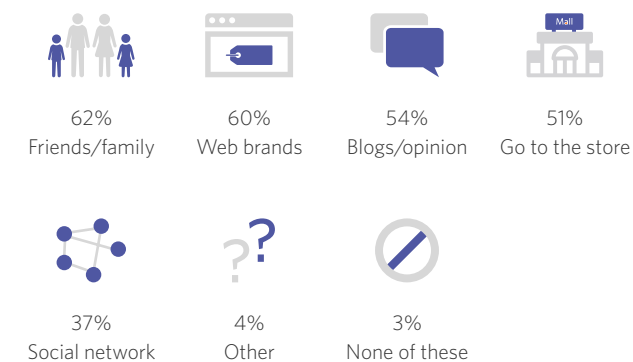 Mall
62%
Friends/family
60%
Web brands
54%
Blogs/opinion
51%
Go to the store
37%
Social network
??
4%
Other
3%
None of these